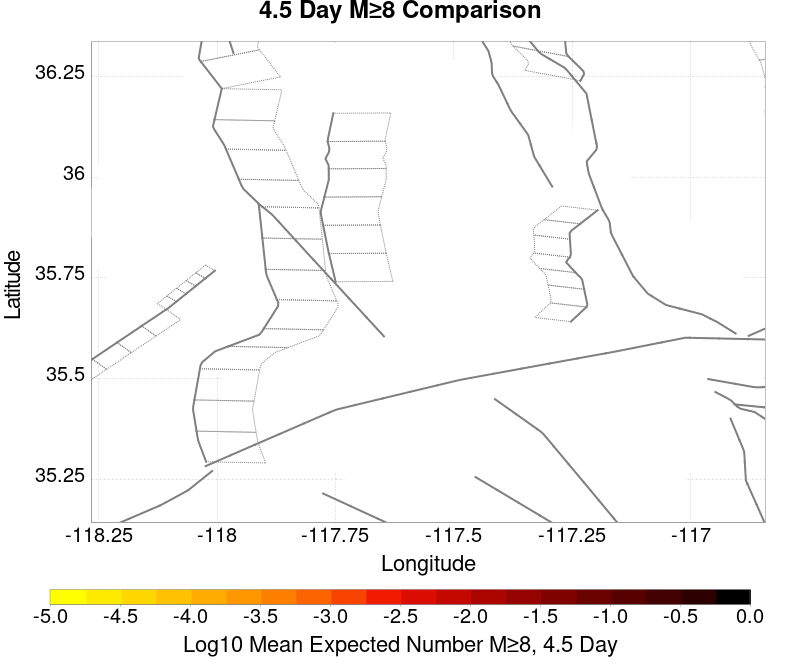 4.5 Day M≥8 Comparison
36.25
36
35.75
35.5
35.25
Latitude
-118.25 -118 -117.75 -117.5 -117.25 -117
Longitude
-5.0 -4.5 -4.0 -3.5 -3.0 -2.5 -2.0 -1.5 -1.0 -0.5 0.0
Log10 Mean Expected Number M≥8, 4.5 Day